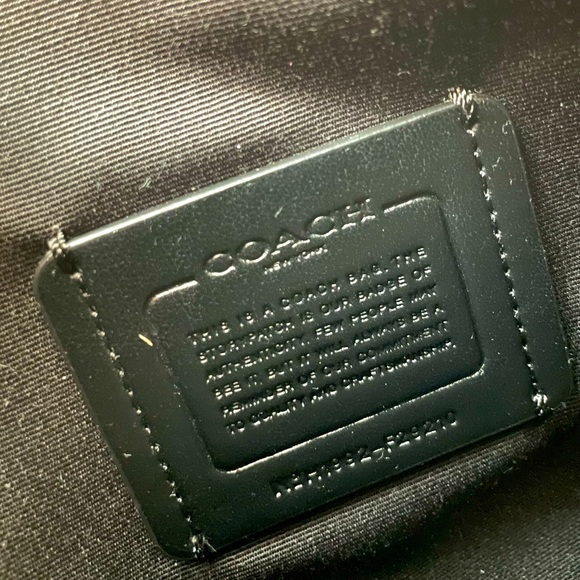 COACH
NEW YORK
THIS IS A COACH BAG. THE
STORYPATCH IS OUR BADGE OF
AUTHENTICITY. FEW PEOPLE MAY
SEE IT BUT IT WILL ALWAYS BE A
REMINDER OF OUR COMMITMENT
TO QUALITY AND CRAFTSMANSHIP.